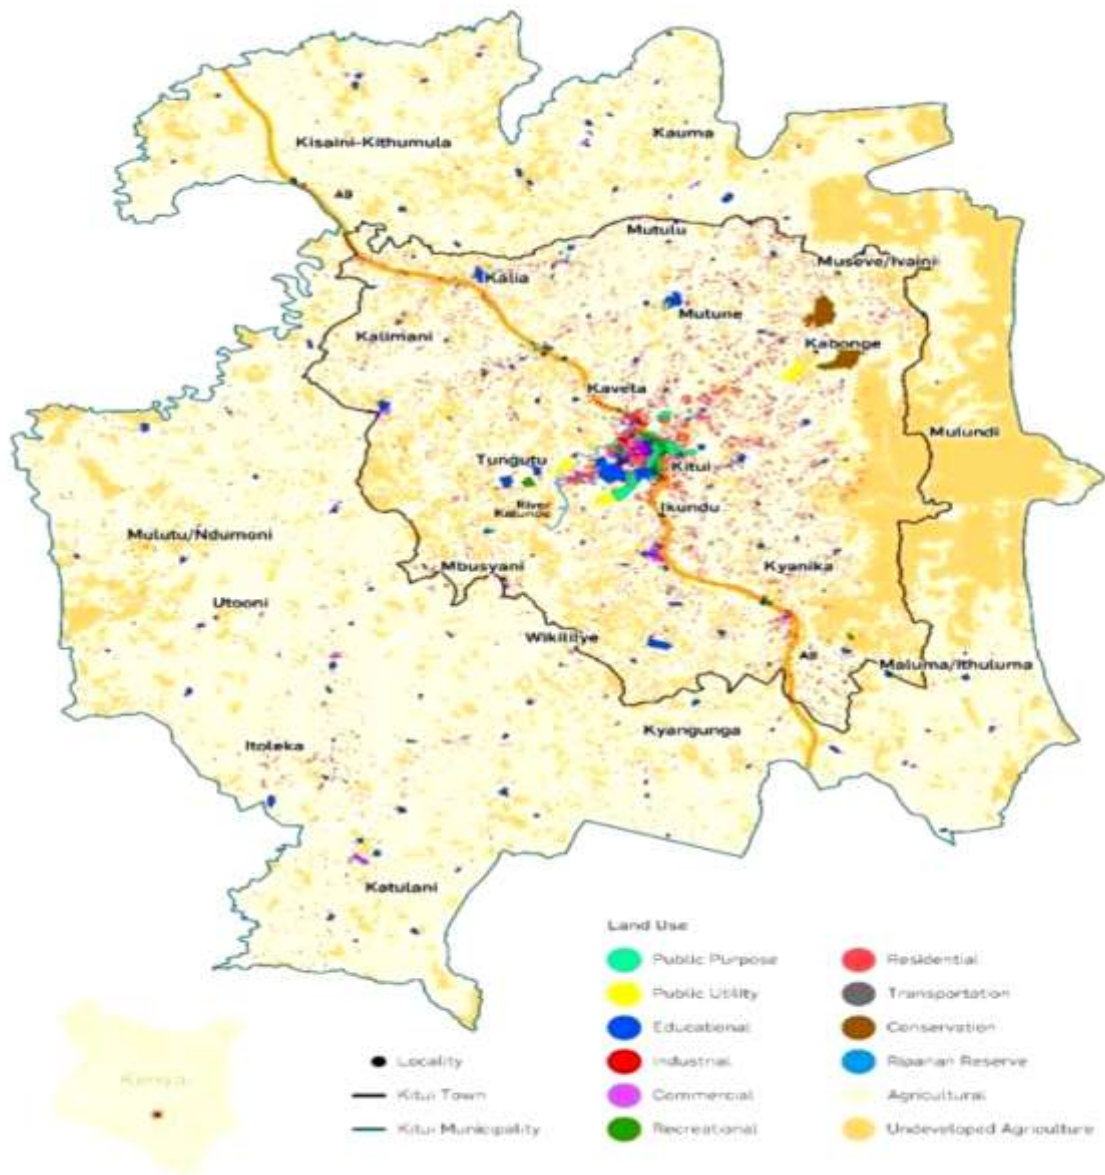 Kisaini-Kithumula
Kauma
A9
Mutulu
Museve/Ivaini
Kalia
Mutune
Kalimani
Kabonge
Kaveta
Mulundi
Tungutu
Kitui
River
Kalundu
Ikundu
Mulutu/Ndumoni
Mbusyani
Kyanika
Utooni
Wikililye
A9
Maluma/Ithuluma
Kyangunga
Itoleka
Katulani
Land Use
Public Purpose
Residential
Public Utility
Transportation
Educational
Conservation
Kenya
Locality
Industrial
Riparian Reserve
Kitui Town
Commercial
Agricultural
Kitui Municipality
Recreational
Undeveloped Agriculture